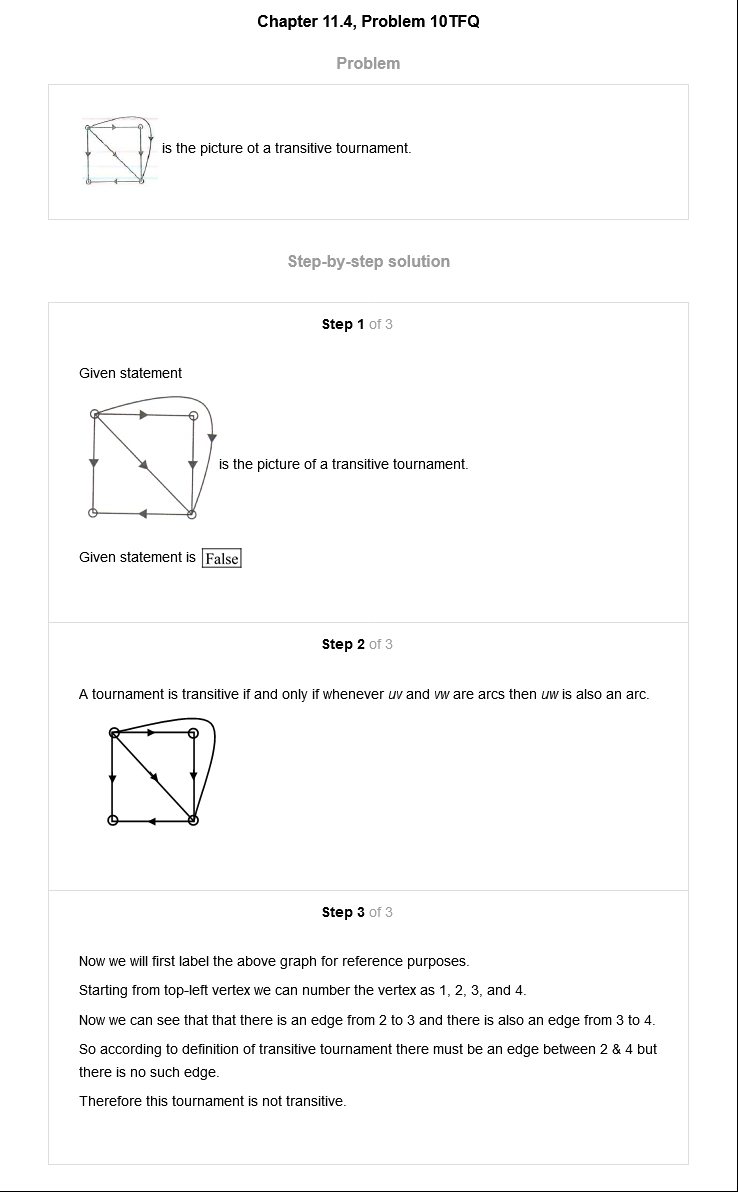 Chapter 11.4, Problem 10TFQ
Problem
is the picture ot a transitive tournament.
Step-by-step solution
Step 1 of 3
Given statement
is the picture of a transitive tournament.
Given statement is False
Step 2 of 3
A tournament is transitive if and only if whenever uv and vw are arcs then uw is also an arc.
Step 3 of 3
Now we will first label the above graph for reference purposes.
Starting from top-left vertex we can number the vertex as 1, 2, 3, and 4.
Now we can see that that there is an edge from 2 to 3 and there is also an edge from 3 to 4.
So according to definition of transitive tournament there must be an edge between 2 & 4 but
there is no such edge.
Therefore this tournament is not transitive.